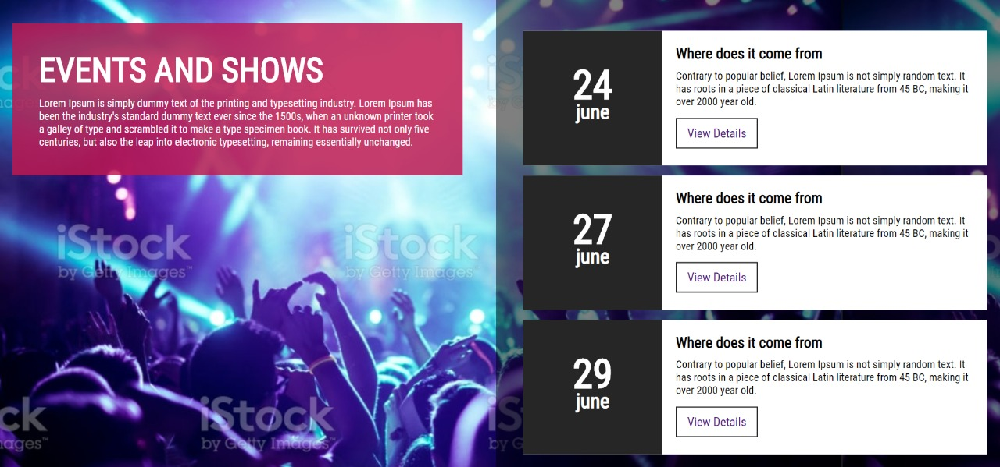 EVENTS AND SHOWS
Lorem Ipsum is simply dummy text of the printing and typesetting industry. Lorem Ipsum has
been the industry's standard dummy text ever since the 1500s, when an unknown printer took
a galley of type and scrambled it to make a type specimen book. It has survived not only five
centuries, but also the leap into electronic typesetting, remaining essentially unchanged.
24
june
Where does it come from
Contrary to popular belief, Lorem Ipsum is not simply random text. It
has roots in a piece of classical Latin literature from 45 BC, making it
over 2000 year old.
View Details
27
june
Where does it come from
Contrary to popular belief, Lorem Ipsum is not simply random text. It
has roots in a piece of classical Latin literature from 45 BC, making it
over 2000 year old.
View Details
29
june
Where does it come from
Contrary to popular belief, Lorem Ipsum is not simply random text. It
has roots in a piece of classical Latin literature from 45 BC, making it
over 2000 year old.
View Details
iStock
by Getty Images™
iStock
by Getty Images™
iStock
by Getty Images™